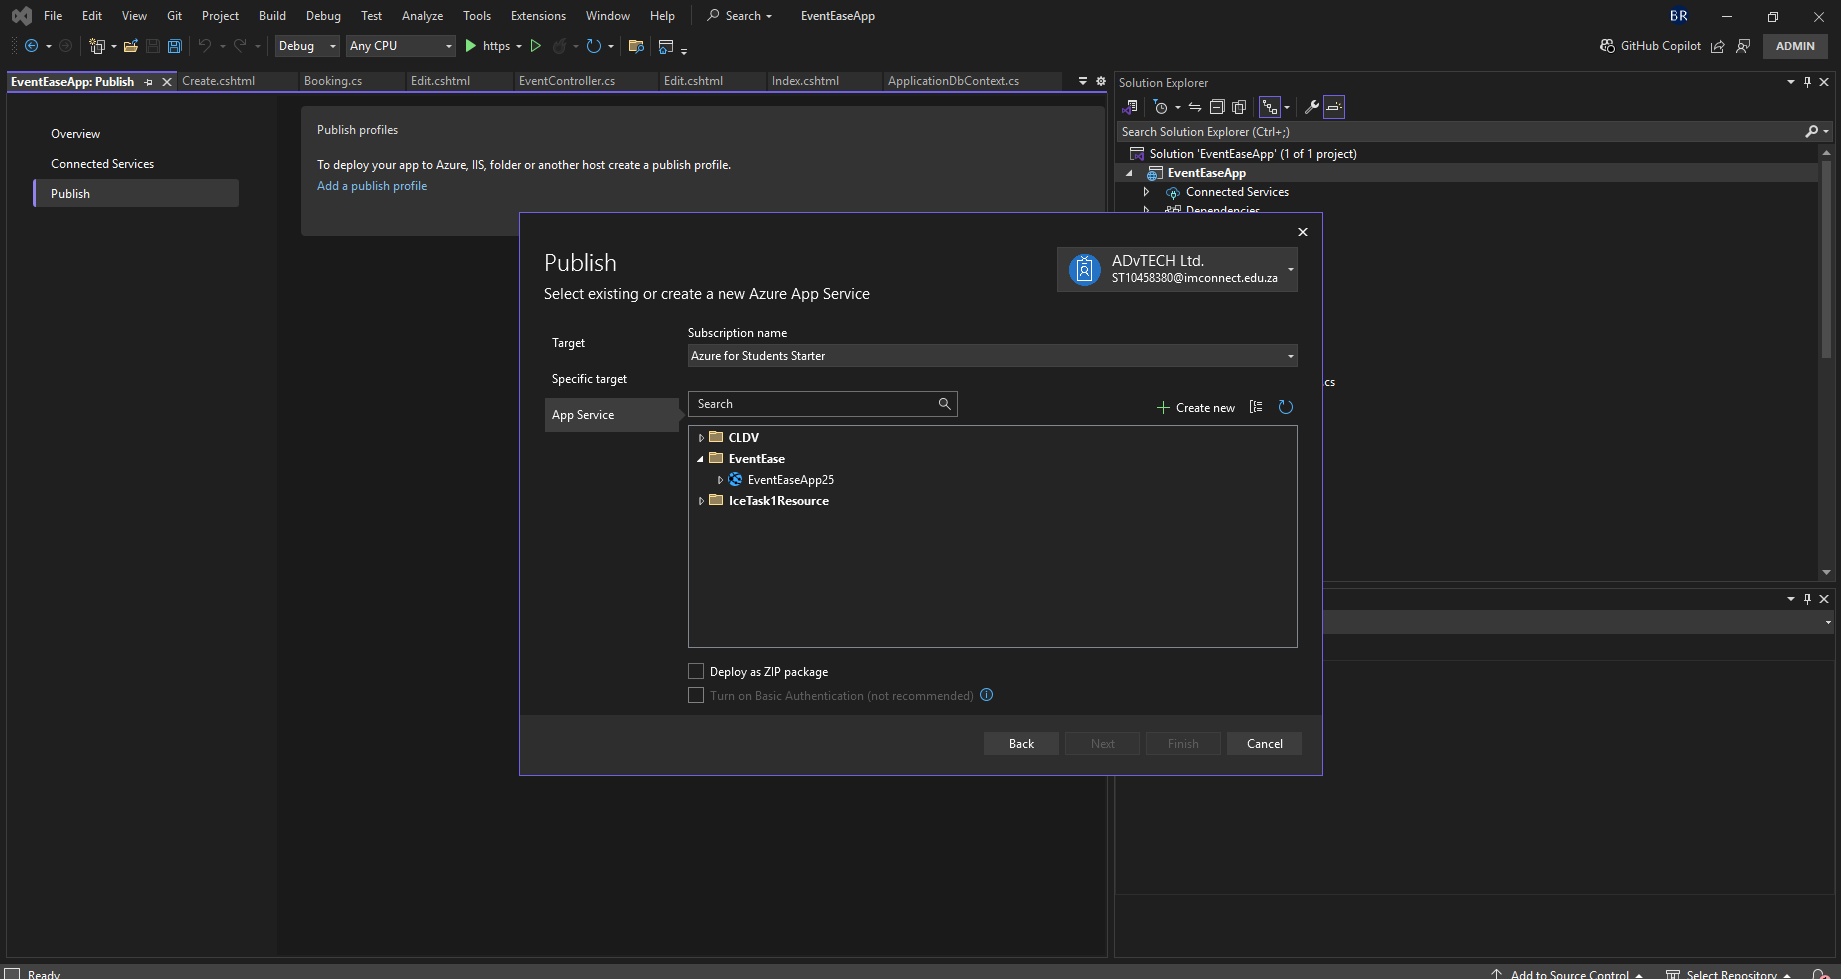 File Edit View Git Project Build Debug Test Analyze Tools Extensions Window Help Search EventEaseApp BR
Debug Any CPU https GitHub Copilot ADMIN
EventEaseApp: Publish Create.cshtml Booking.cs Edit.cshtml EventController.cs Edit.cshtml Index.cshtml ApplicationDbContext.cs
Overview
Connected Services
Publish
Publish profiles
To deploy your app to Azure, IIS, folder or another host create a publish profile.
Add a publish profile
Solution Explorer
Search Solution Explorer (Ctrl+;)
Solution 'EventEaseApp' (1 of 1 project)
EventEaseApp
Connected Services
Dependencies
cs
Publish
Select existing or create a new Azure App Service
ADvTECH Ltd.
ST10458380@imconnect.edu.za
Target
Specific target
App Service
Subscription name
Azure for Students Starter
Search
Create new
CLDV
EventEase
EventEaseApp25
IceTask1Resource
Deploy as ZIP package
Turn on Basic Authentication (not recommended)
Back Next Finish Cancel
Ready Add to Source Control Select Repository